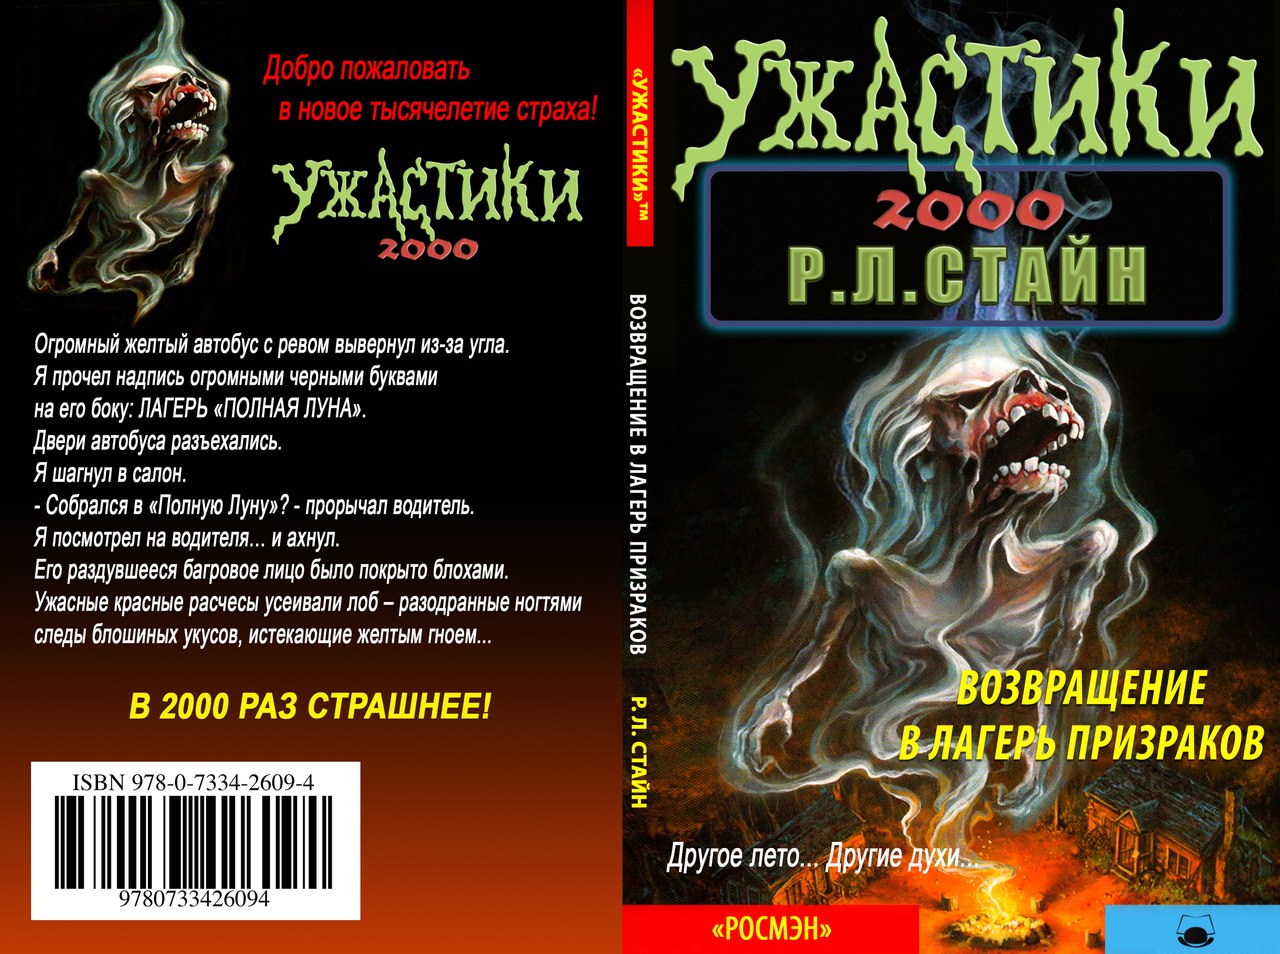 Добро пожаловать
в новое тысячелетие страха!
УЖАСТИКИ
2000
Огромный желтый автобус с ревом вывернул из-за угла.
Я прочел надпись огромными черными буквами
на его боку: ЛАГЕРЬ «ПОЛНАЯ ЛУНА».
Двери автобуса разъехались.
Я шагнул в салон.
- Собрался в «Полную Луну»? - прорычал водитель.
Я посмотрел на водителя... и ахнул.
Его раздувшееся багровое лицо было покрыто блохами.
Ужасные красные расчесы усеивали лоб – разодранные ногтями
следы блошиных укусов, истекающие желтым гноем...
В 2000 РАЗ СТРАШНЕЕ!
ISBN 978-0-7334-2609-4
9780733426094
«УЖАСТИКИ»™
ВОЗВРАЩЕНИЕ В ЛАГЕРЬ ПРИЗРАКОВ
Р. Л. СТАЙН
УЖАСТИКИ
2000
Р.Л.СТАЙН
ВОЗВРАЩЕНИЕ
В ЛАГЕРЬ ПРИЗРАКОВ
Другое лето... Другие духи...
«РОСМЭН»